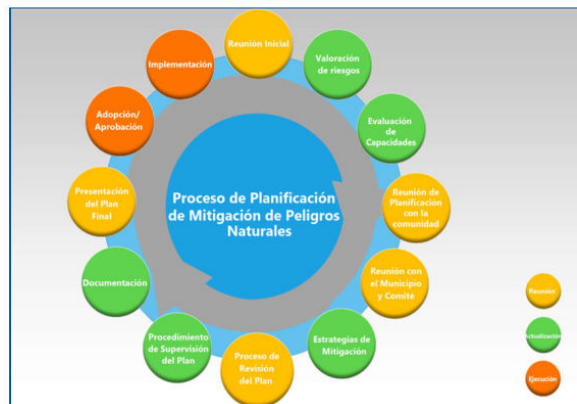 Reunión Inicial
Valoración
de riesgos
Evaluación
de
Capacidades
Reunión de
Planificación
con la
comunidad
Reunión con
el Municipio
y Comité
Estrategias de
Mitigación
Proceso de
Revisión
del Plan
Procedimiento
de Supervisión
del Plan
Documentación
Presentación
del Plan
Final
Adopción/
Aprobación
Implementación
Proceso de Planificación
de Mitigación de Peligros
Naturales
Reunión
Actualización
Ejecución